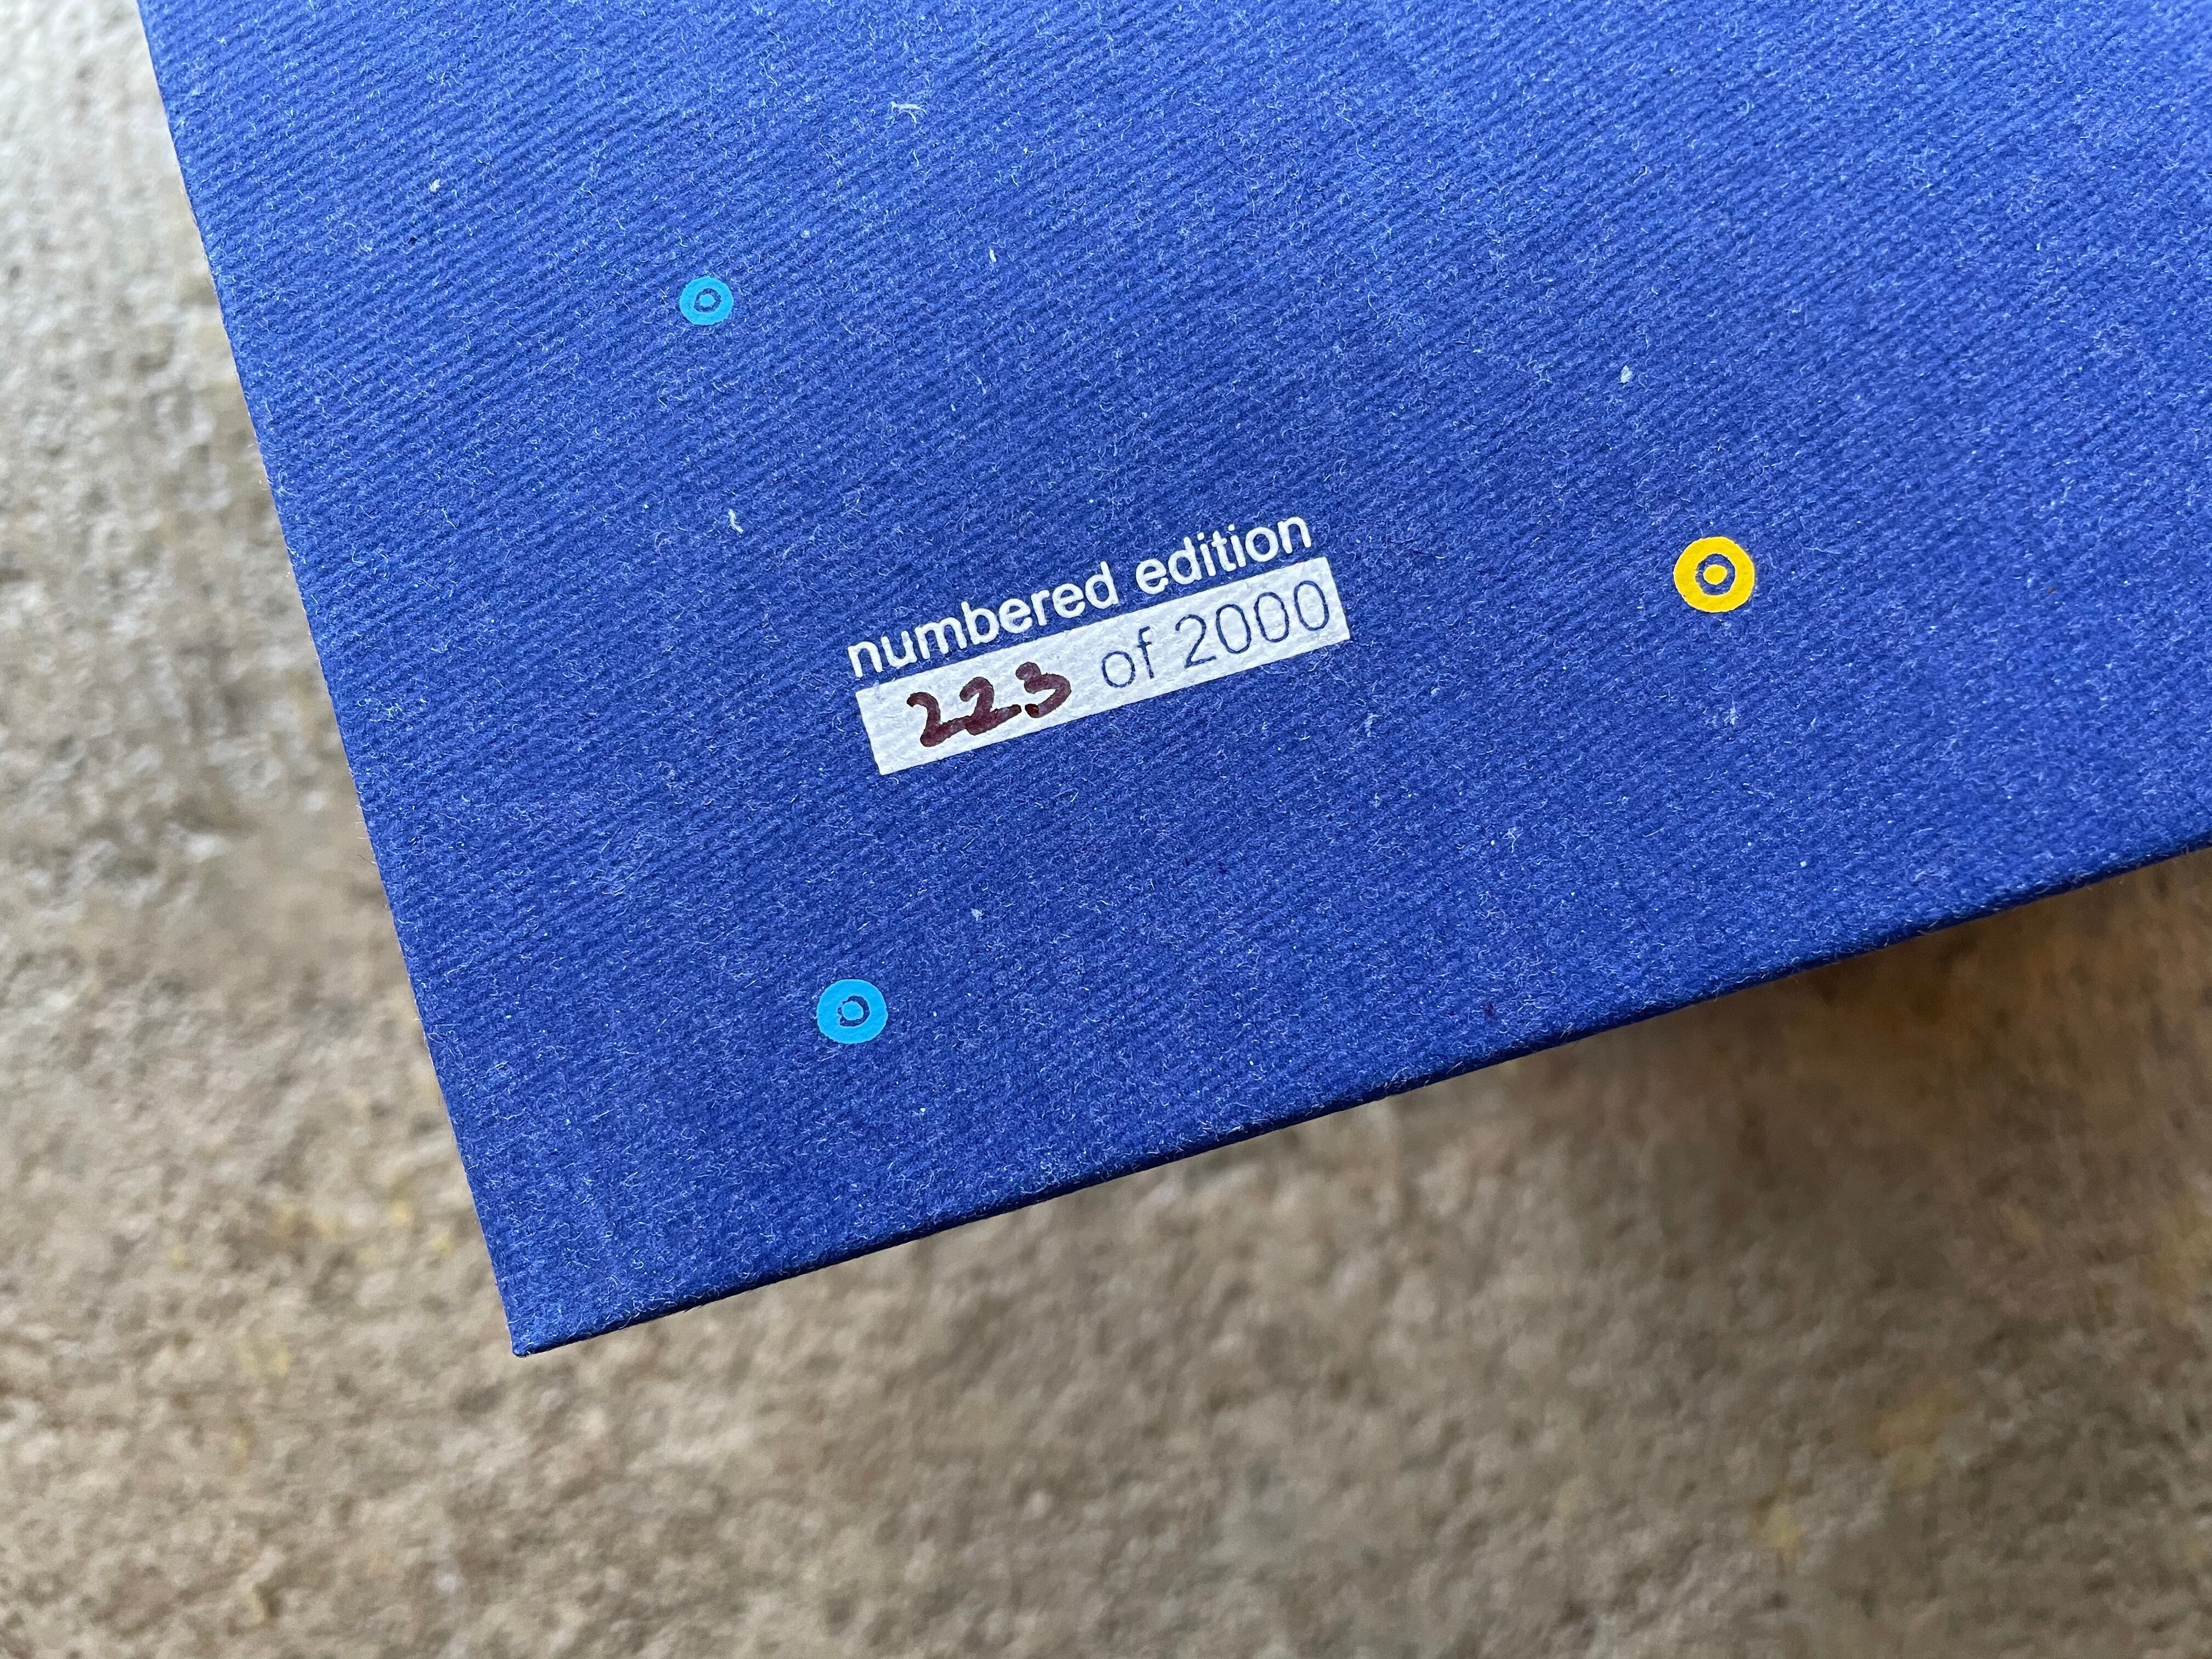 numbered edition
223 of 2000